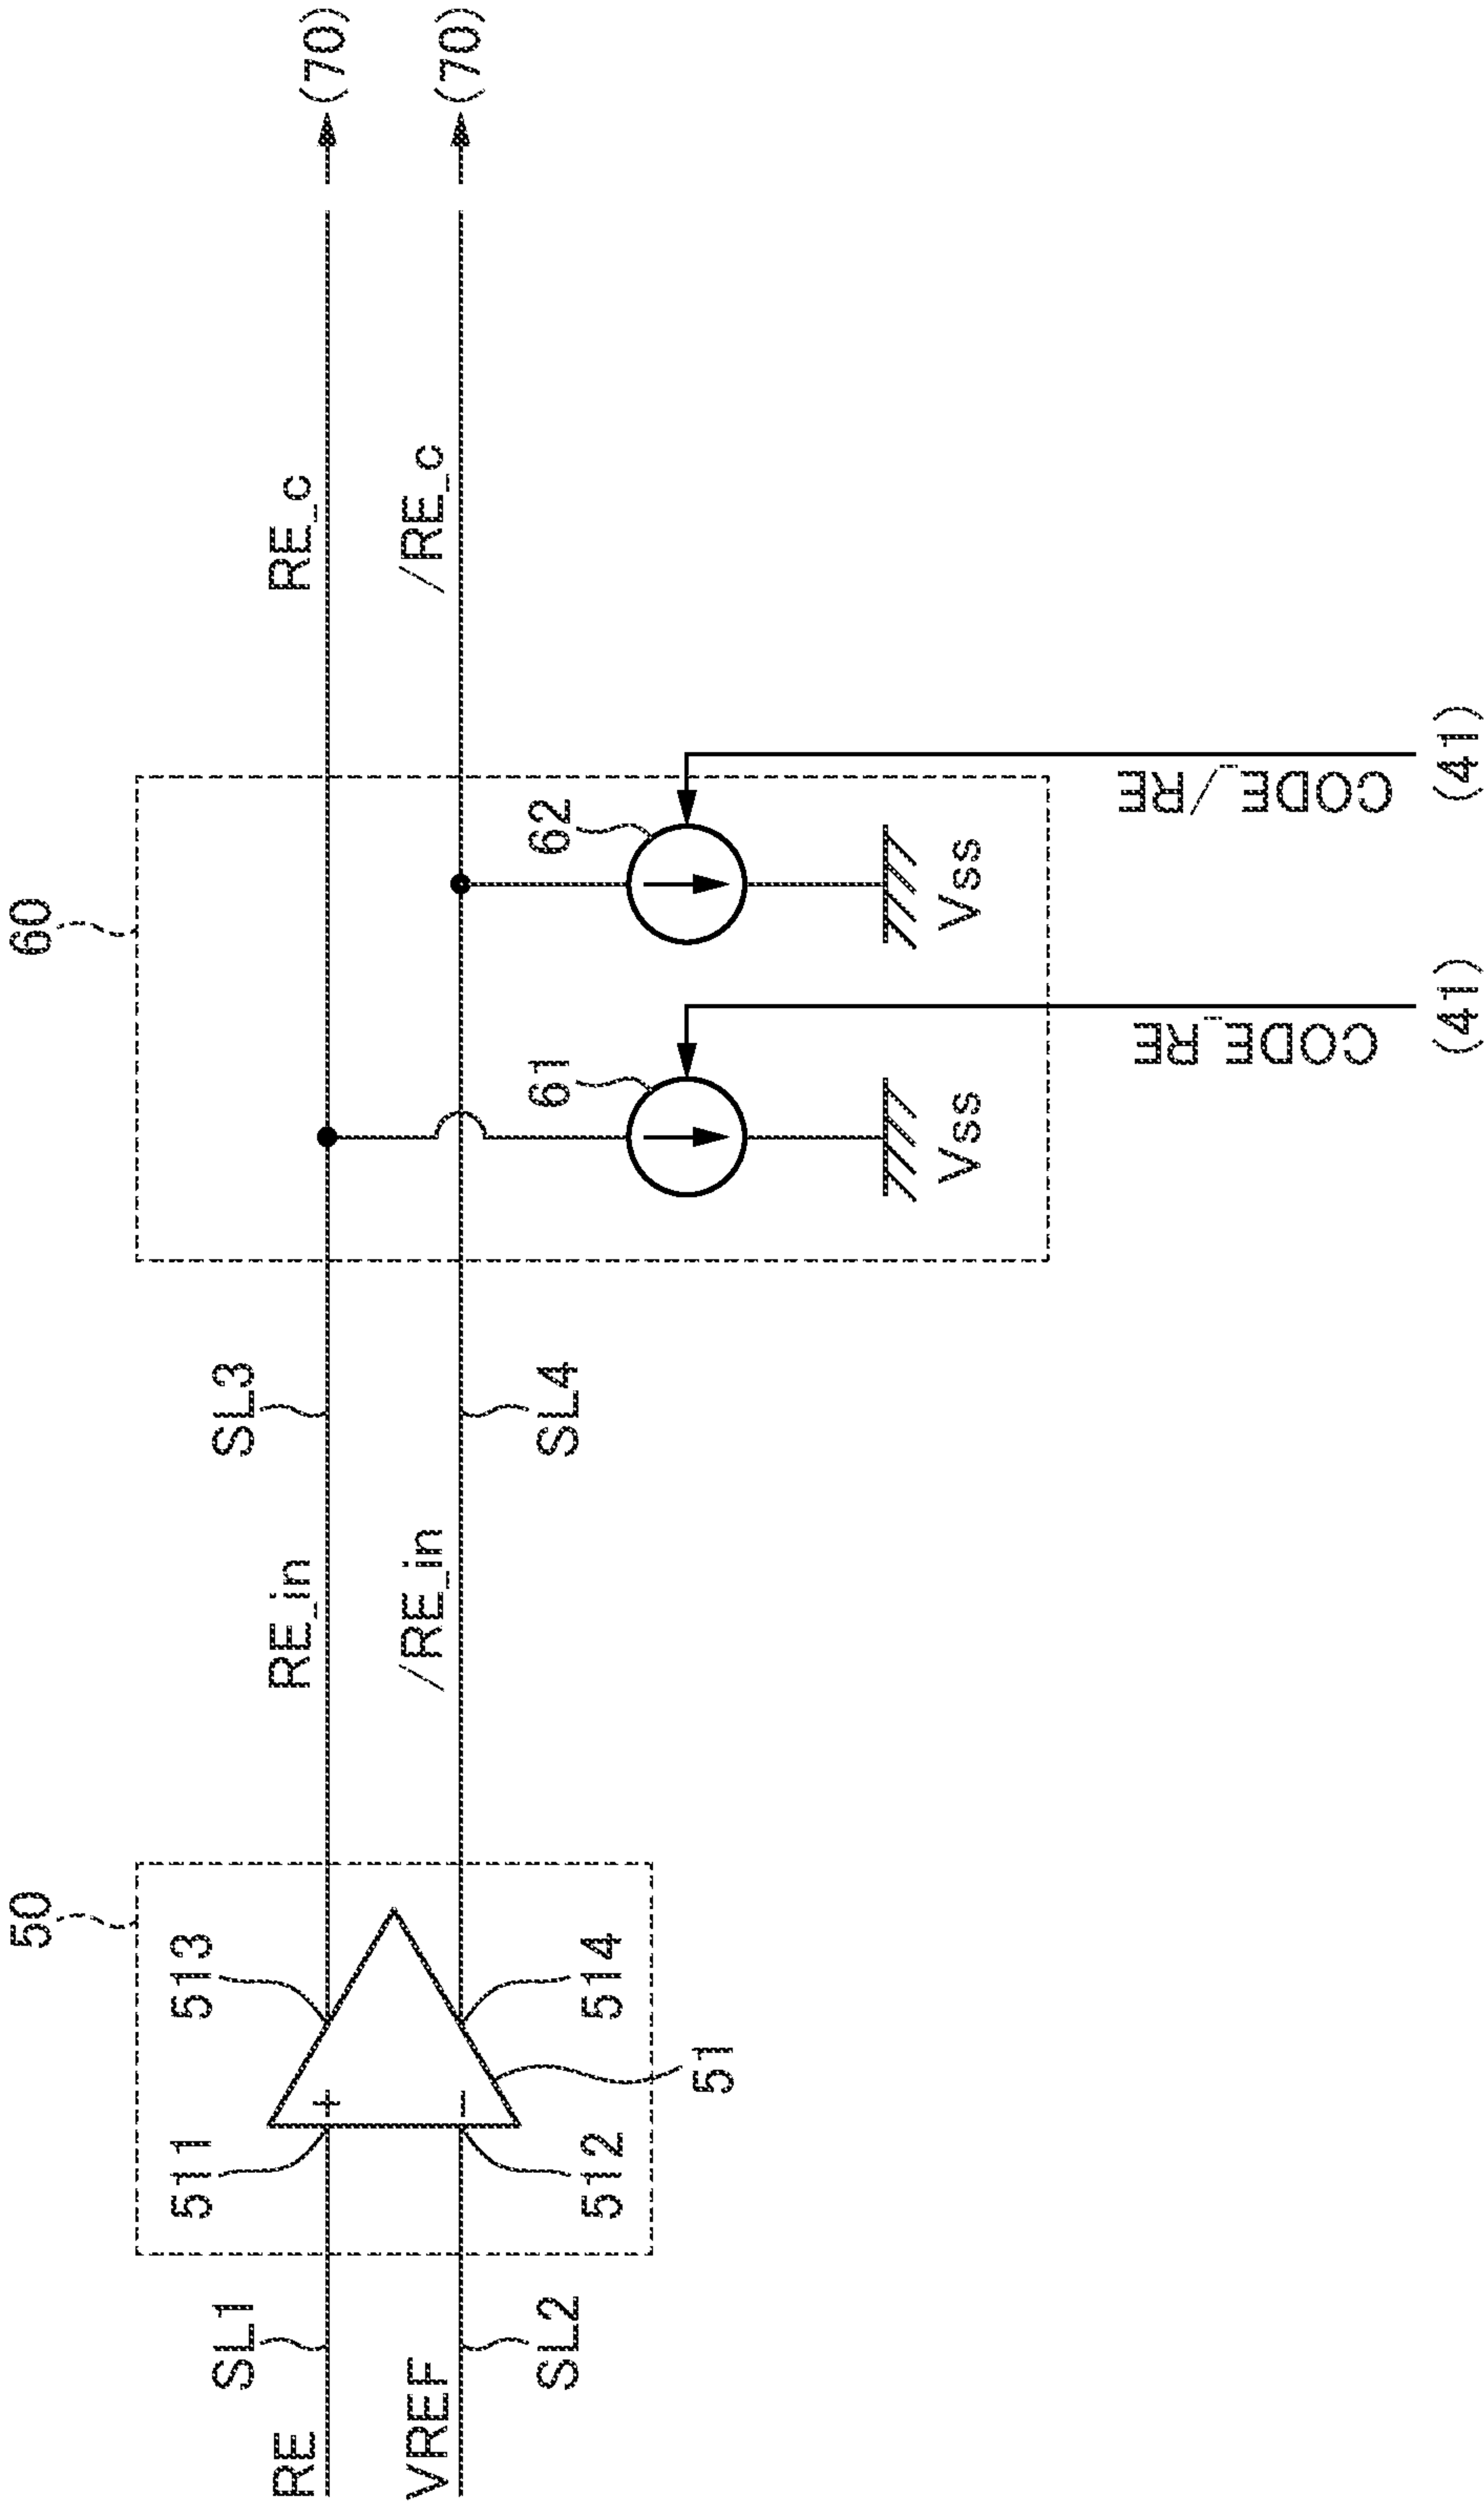 50
60
SL1
511
513
SL3
RE
RE_in
RE_c
(70)
VREF
/RE_in
/RE_c
(70)
SL2
512
514
SL4
61
62
51
Vss
Vss
CODE_RE
CODE_/RE
(41)
(41)